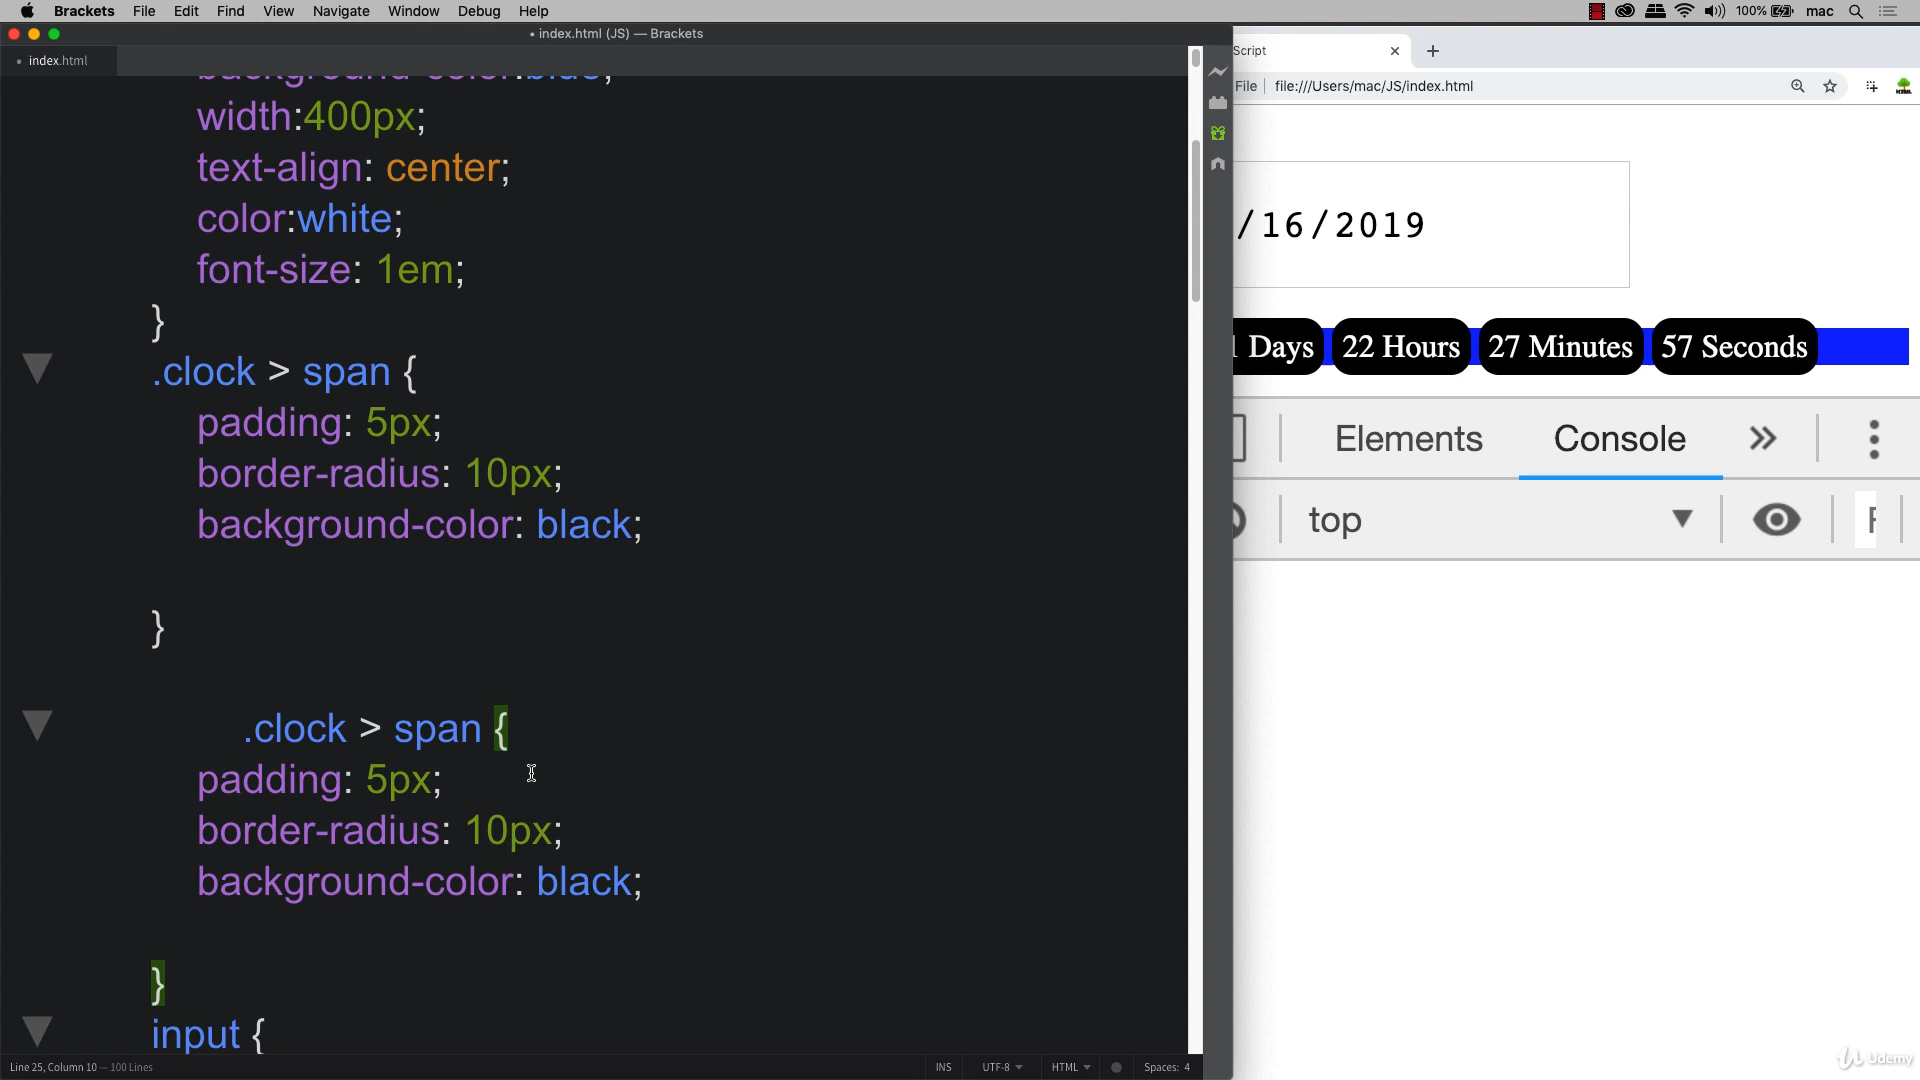 Brackets File Edit Find View Navigate Window Debug Help 100% mac
• index.html (JS) — Brackets
• index.html
background-color:blue;
width:400px;
text-align: center;
color:white;
font-size: 1em;
}
.clock > span {
padding: 5px;
border-radius: 10px;
background-color: black;
}
.clock > span {
padding: 5px;
border-radius: 10px;
background-color: black;
}
input {
Line 25, Column 10 — 100 Lines
INS UTF-8 HTML Spaces: 4
Script
File file:///Users/mac/JS/index.html
/16/2019
Days 22 Hours 27 Minutes 57 Seconds
Elements Console
top
Udemy